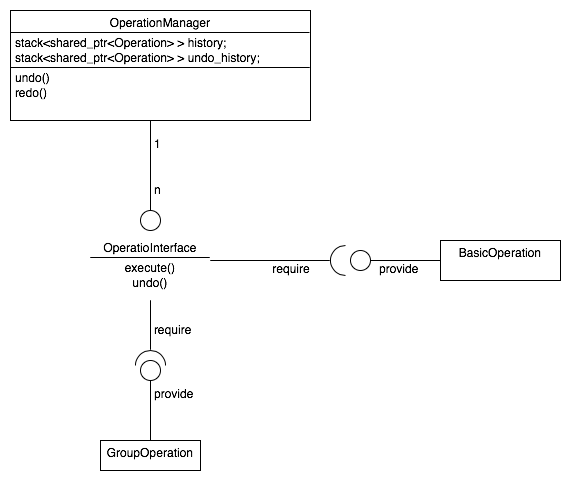 OperationManager
stack<shared_ptr<Operation> > history;
stack<shared_ptr<Operation> > undo_history;
undo()
redo()
1
n
OperatioInterface
execute()
undo()
require
provide
BasicOperation
require
provide
GroupOperation